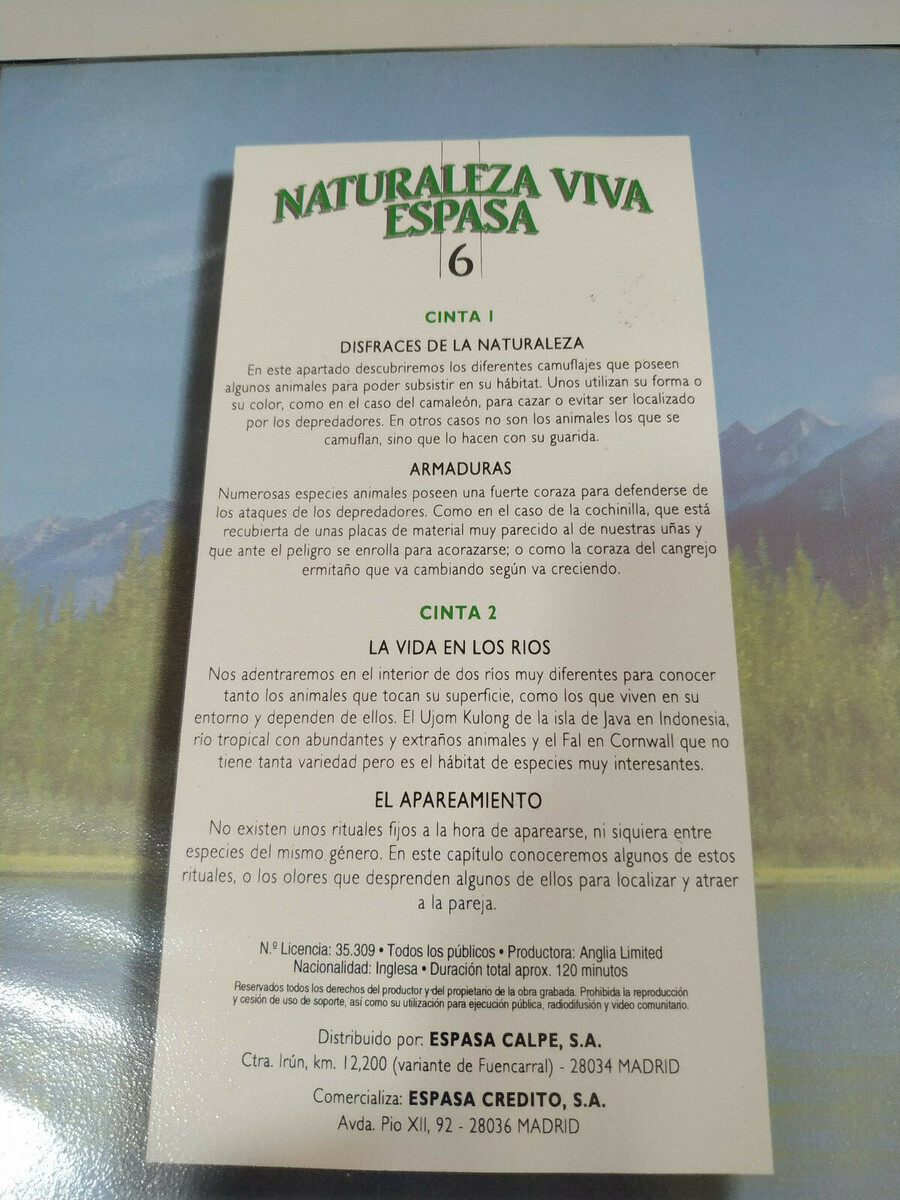 NATURALEZA VIVA
ESPASA
6
CINTA 1
DISFRACES DE LA NATURALEZA
En este apartado descubriremos los diferentes camuflajes que poseen
algunos animales para poder subsistir en su hábitat. Unos utilizan su forma o
su color, como en el caso del camaleón, para cazar o evitar ser localizado
por los depredadores. En otros casos no son los animales los que se
camuflan, sino que lo hacen con su guarida.
ARMADURAS
Numerosas especies animales poseen una fuerte coraza para defenderse de
los ataques de los depredadores. Como en el caso de la cochinilla, que está
recubierta de unas placas de material muy parecido al de nuestras uñas y
que ante el peligro se enrolla para acorazarse; o como la coraza del cangrejo
ermitaño que va cambiando según va creciendo.
CINTA 2
LA VIDA EN LOS RIOS
Nos adentraremos en el interior de dos ríos muy diferentes para conocer
tanto los animales que tocan su superficie, como los que viven en su
entorno y dependen de ellos. El Ujom Kulong de la isla de Java en Indonesia,
río tropical con abundantes y extraños animales y el Fal en Cornwall que no
tiene tanta variedad pero es el hábitat de especies muy interesantes.
EL APAREAMIENTO
No existen unos rituales fijos a la hora de aparearse, ni siquiera entre
especies del mismo género. En este capítulo conoceremos algunos de estos
rituales, o los olores que desprenden algunos de ellos para localizar y atraer
a la pareja.
N.º Licencia: 35.309 • Todos los públicos • Productora: Anglia Limited
Nacionalidad: Inglesa • Duración total aprox. 120 minutos
Reservados todos los derechos del productor y del propietario de la obra grabada. Prohibida la reproducción
y cesión de uso de soporte, así como su utilización para ejecución pública, radiodifusión y video comunitario.
Distribuido por: ESPASA CALPE, S.A.
Ctra. Irún, km. 12,200 (variante de Fuencarral) - 28034 MADRID
Comercializa: ESPASA CREDITO, S.A.
Avda. Pio XII, 92 - 28036 MADRID